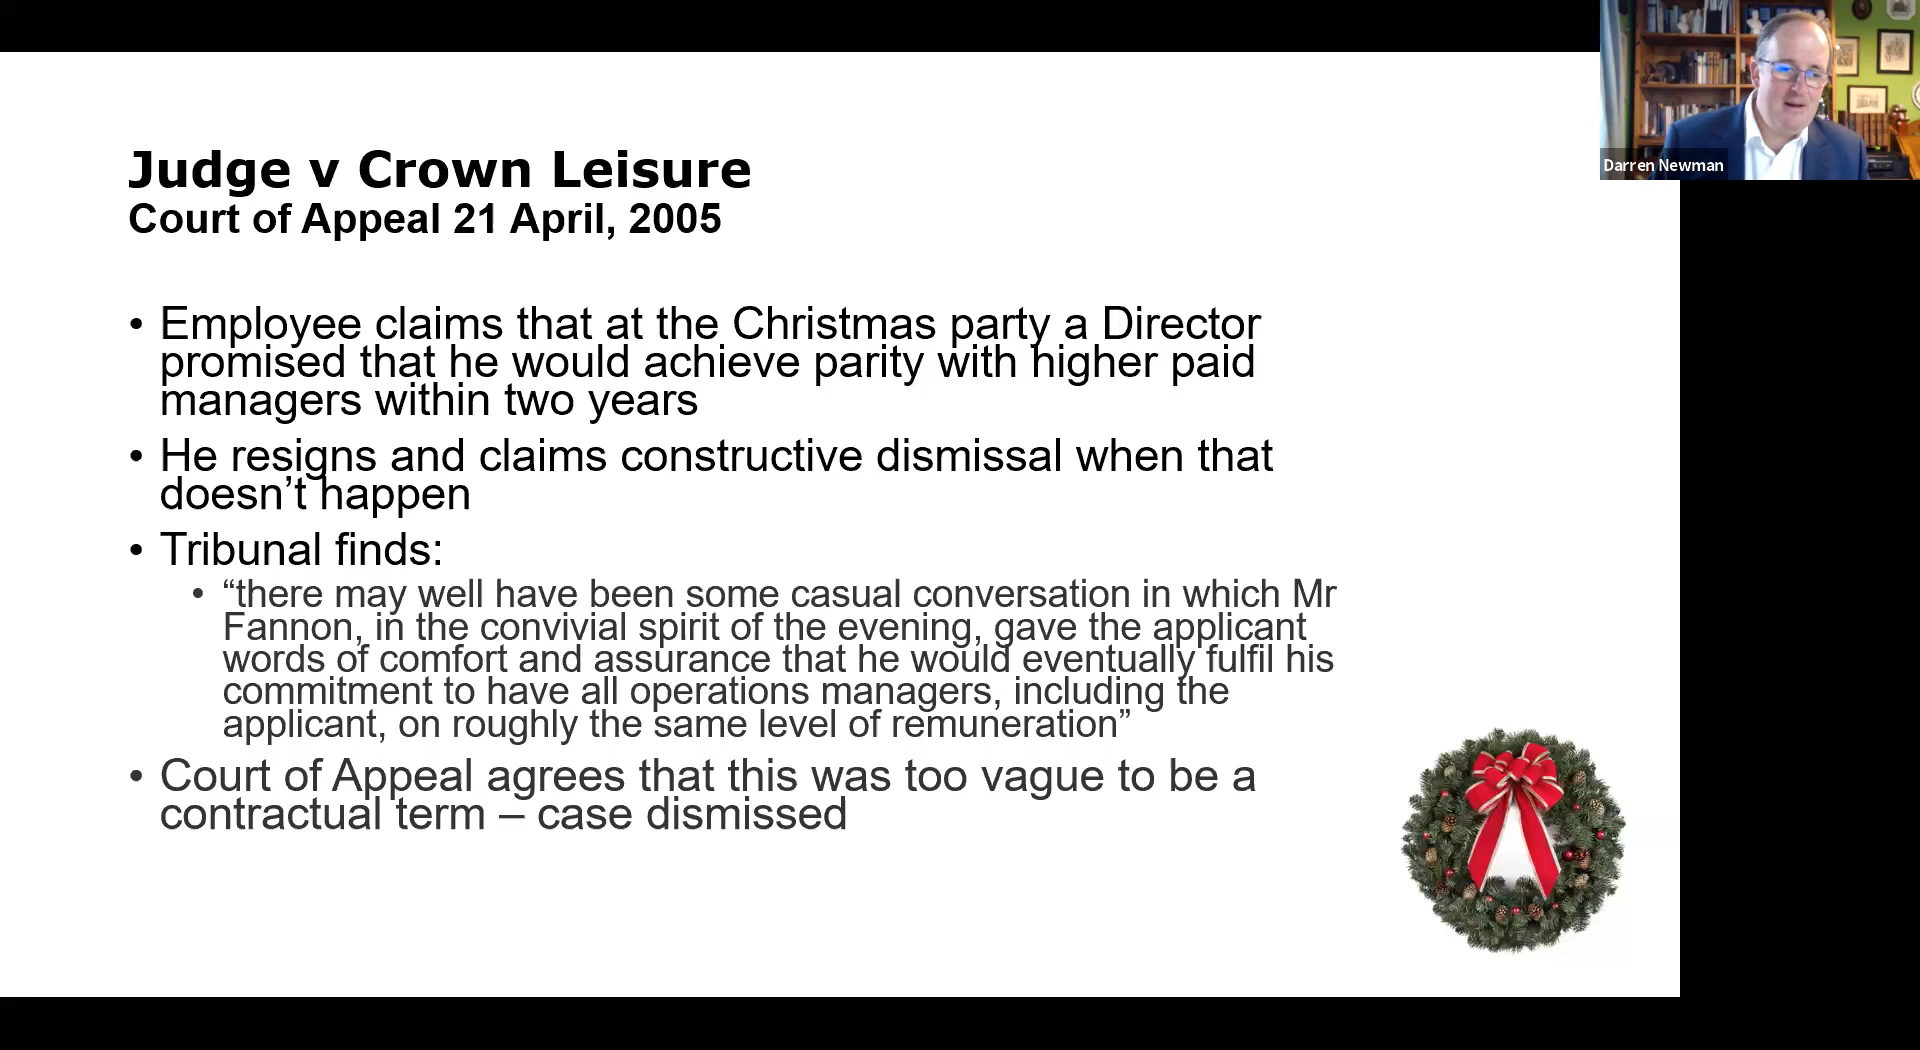 Judge v Crown Leisure
Court of Appeal 21 April, 2005
• Employee claims that at the Christmas party a Director
promised that he would achieve parity with higher paid
managers within two years
• He resigns and claims constructive dismissal when that
doesn’t happen
• Tribunal finds:
• “there may well have been some casual conversation in which Mr
Fannon, in the convivial spirit of the evening, gave the applicant
words of comfort and assurance that he would eventually fulfil his
commitment to have all operations managers, including the
applicant, on roughly the same level of remuneration”
• Court of Appeal agrees that this was too vague to be a
contractual term – case dismissed
Darren Newman